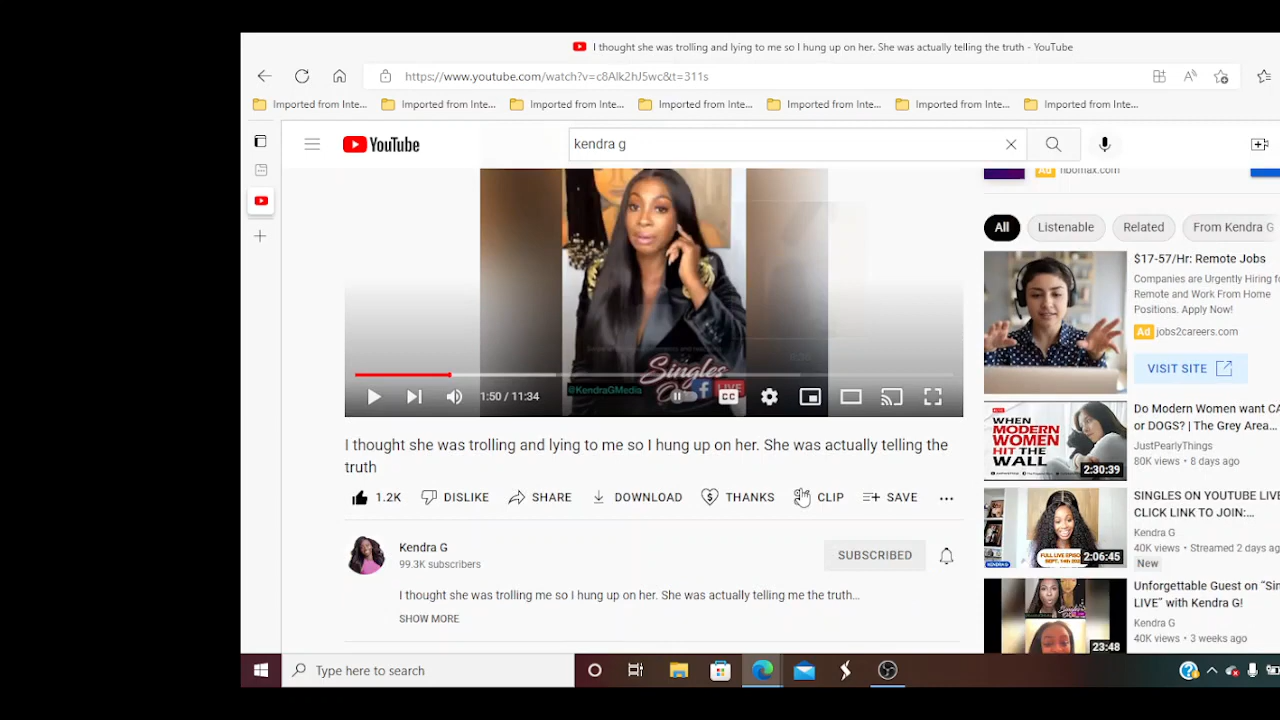 I thought she was trolling and lying to me so I hung up on her. She was actually telling the truth - YouTube
https://www.youtube.com/watch?v=c8Alk2hJ5wc&t=311s
Imported from Inte... Imported from Inte... Imported from Inte... Imported from Inte... Imported from Inte... Imported from Inte... Imported from Inte...
YouTube
kendra g
Ad hbomax.com
All Listenable Related From Kendra G
Singles
LIVE
@KendraGMedia
1:50 / 11:34
CC
I thought she was trolling and lying to me so I hung up on her. She was actually telling the
truth
1.2K DISLIKE SHARE DOWNLOAD THANKS CLIP SAVE ...
Kendra G
99.3K subscribers
SUBSCRIBED
I thought she was trolling me so I hung up on her. She was actually telling me the truth...
SHOW MORE
$17-57/Hr: Remote Jobs
Companies are Urgently Hiring for
Remote and Work From Home
Positions. Apply Now!
Ad jobs2careers.com
VISIT SITE
WHEN
MODERN
WOMEN
HIT THE
WALL
2:30:39
Do Modern Women want CA
or DOGS? | The Grey Area...
JustPearlyThings
80K views • 8 days ago
2:06:45
SINGLES ON YOUTUBE LIVE
CLICK LINK TO JOIN:...
Kendra G
40K views • Streamed 2 days ag
New
23:48
Unforgettable Guest on “Sin
LIVE” with Kendra G!
Kendra G
40K views • 3 weeks ago
Type here to search